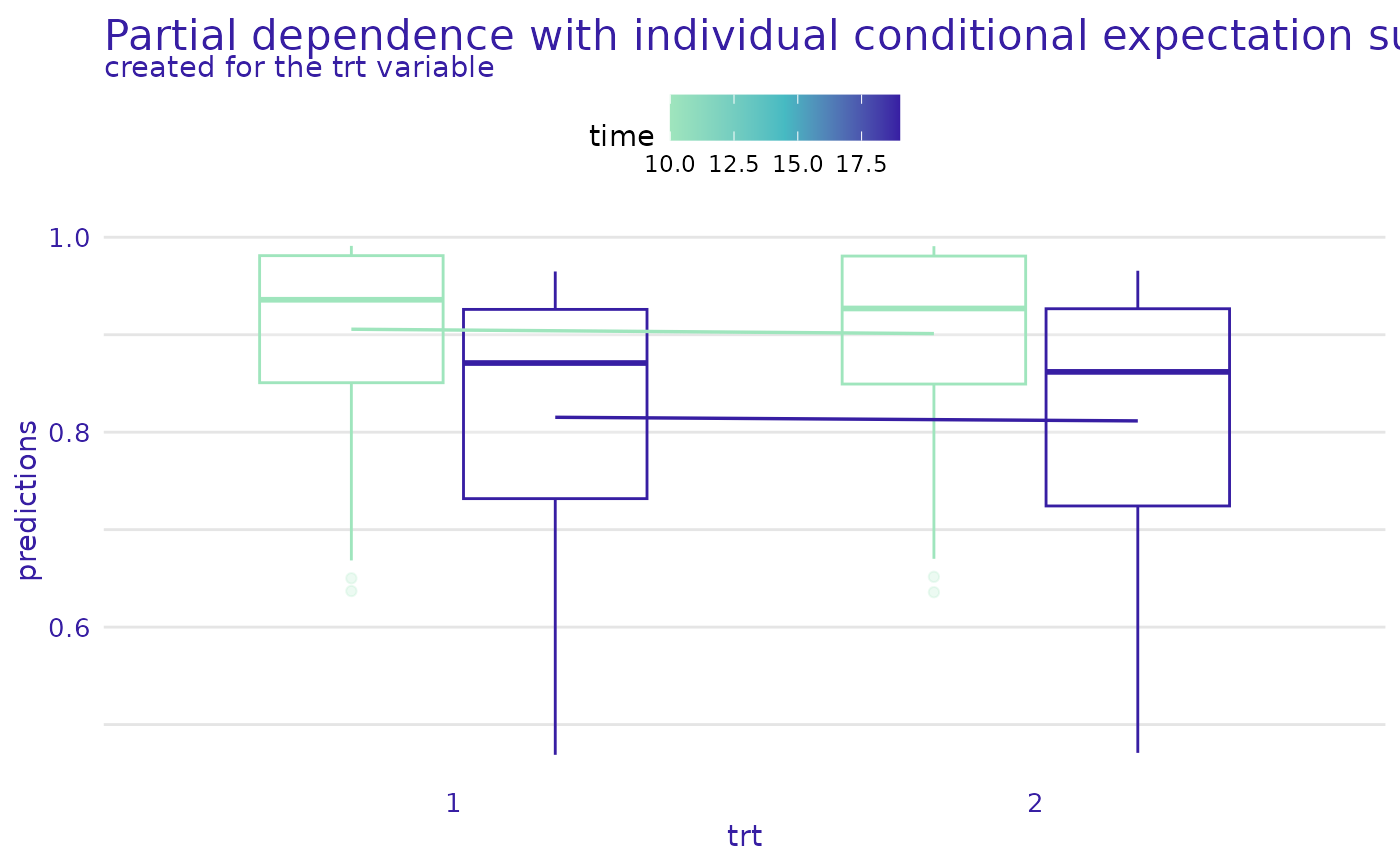 Partial dependence with individual conditional expectation su
created for the trt variable
time
10.0 12.5 15.0 17.5
1.0
0.8
0.6
predictions
1 2
trt